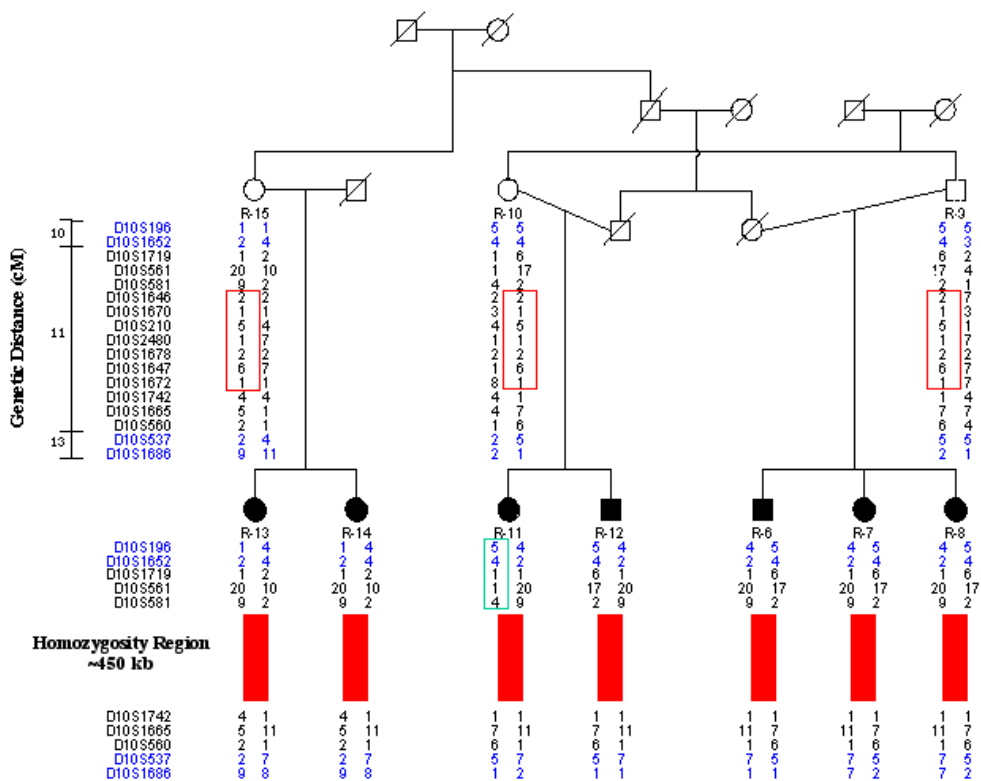 R-15 R-10 R-3
D10S196 1 1 5 5 5 5
10
D10S1652 2 4 4 4 4 3
D10S1719 1 2 1 6 6 2
D10S561 20 10 1 17 17 4
D10S581 9 2 4 2 2 1
D10S1646 2 2 2 2 2 7
D10S1670 1 1 3 1 1 3
D10S210 5 4 4 5 5 1
Genetic Distance (cM)
11
D10S2480 1 7 1 1 1 7
D10S1678 2 2 2 2 2 2
D10S1647 6 7 1 6 6 7
D10S1672 1 1 8 1 1 7
D10S1742 4 4 4 1 1 4
D10S1665 5 1 4 7 7 7
D10S560 2 1 1 6 6 4
13
D10S537 2 4 2 5 5 5
D10S1686 9 11 2 1 2 1
R-13 R-14 R-11 R-12 R-6 R-7 R-8
D10S196 1 4 1 4 5 4 5 4 4 5 4 5 4 5
D10S1652 2 4 2 4 4 2 4 2 2 4 2 4 2 4
D10S1719 1 2 1 2 1 1 6 1 1 6 1 6 1 6
D10S561 20 10 20 10 1 20 17 20 20 17 20 17 20 17
D10S581 9 2 9 2 4 9 2 9 9 2 9 2 9 2
Homozygosity Region
~450 kb
D10S1742 4 1 4 1 1 1 1 1 1 1 1 1 1 1
D10S1665 5 11 5 11 7 11 7 11 11 7 11 7 11 7
D10S560 2 1 2 1 6 1 6 1 1 6 1 6 1 6
D10S537 2 7 2 7 5 7 5 7 7 5 7 5 7 5
D10S1686 9 8 9 8 1 2 1 1 1 1 7 2 7 2